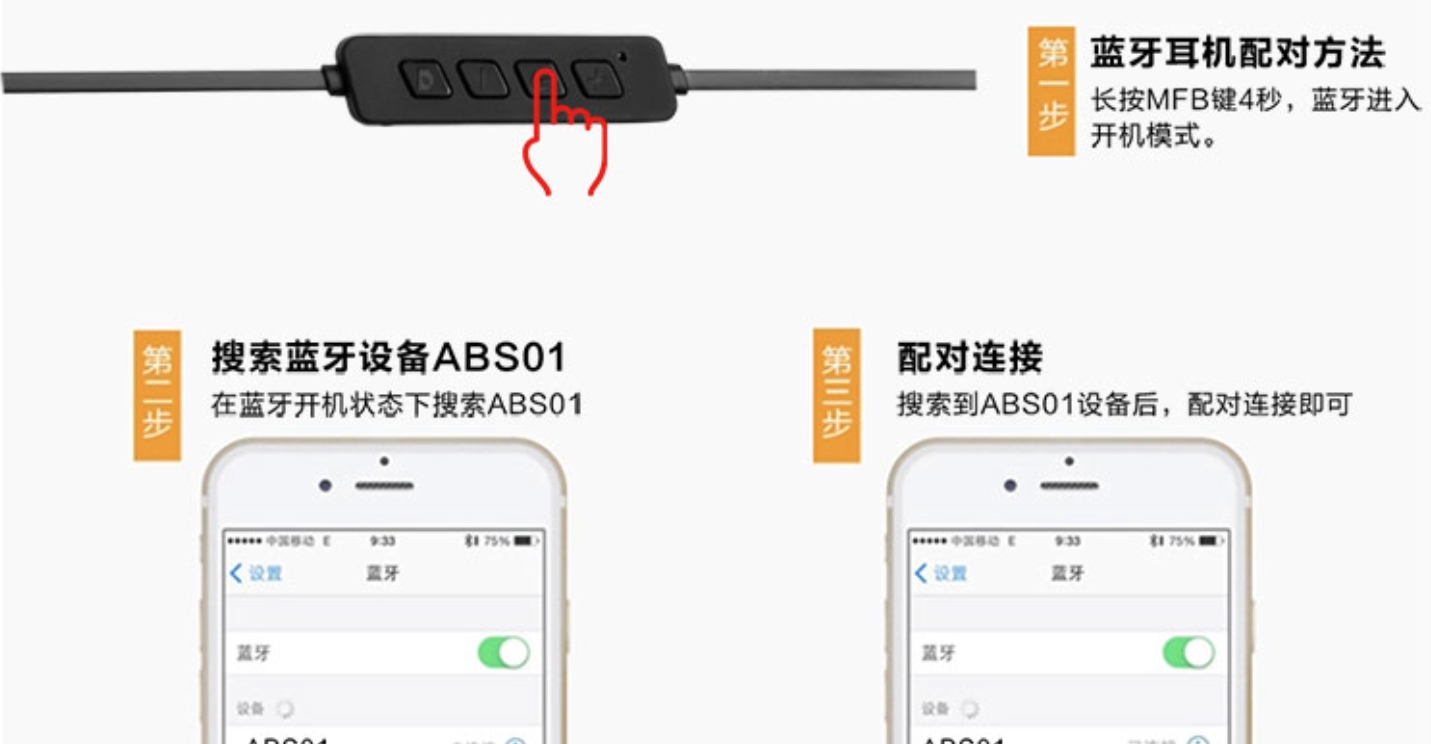 第一步
蓝牙耳机配对方法
长按MFB键4秒，蓝牙进入
开机模式。
第二步
搜索蓝牙设备ABS01
在蓝牙开机状态下搜索ABS01
中国移动 E 9:33 75%
设置 蓝牙
蓝牙
设备
ABS01
第三步
配对连接
搜索到ABS01设备后，配对连接即可
中国移动 E 9:33 75%
设置 蓝牙
蓝牙
设备
ABS01 已连接